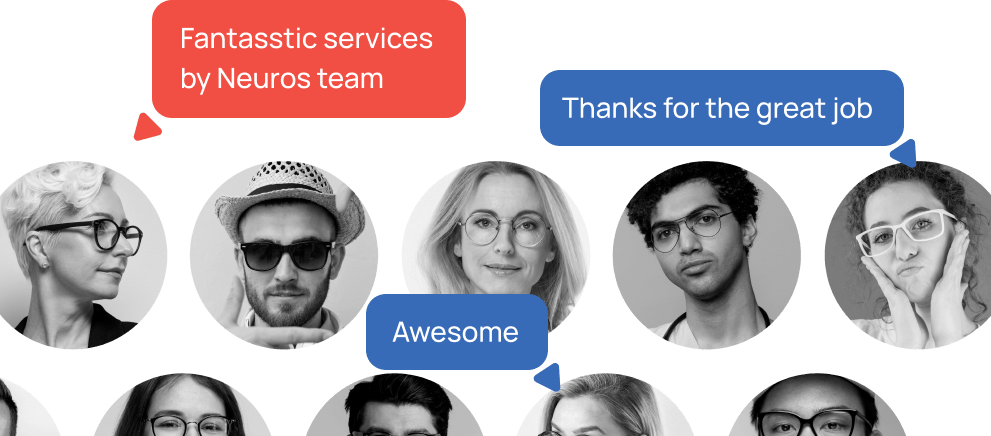 Fantasstic services
by Neuros team
Thanks for the great job
Awesome